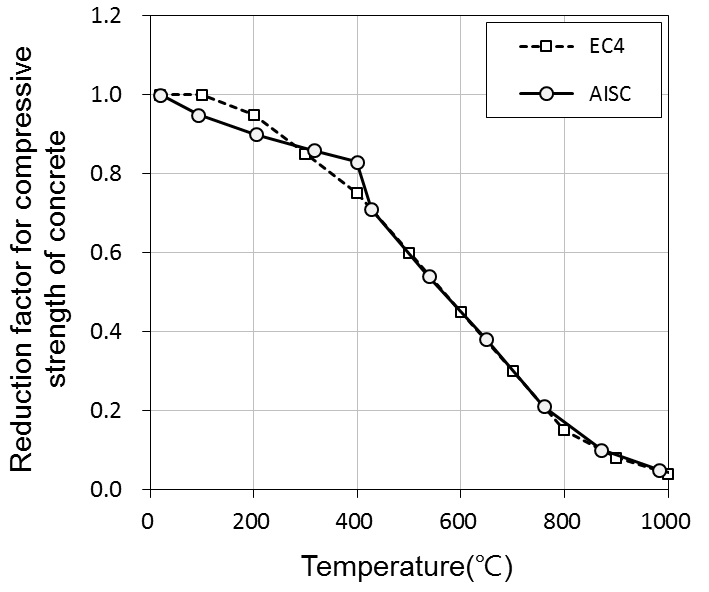 1.2
1.0
0.8
0.6
0.4
0.2
0.0
Reduction factor for compressive
strength of concrete
EC4
AISC
0 200 400 600 800 1000
Temperature(℃)